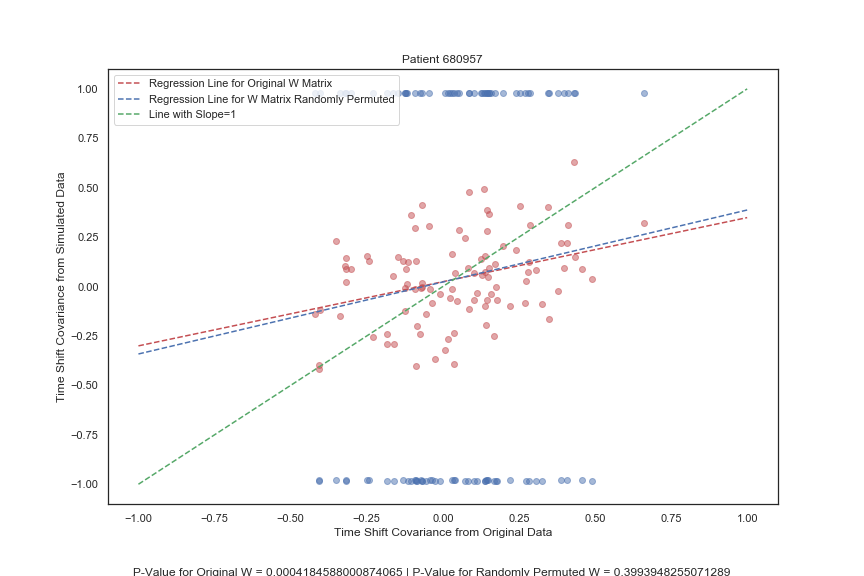 Patient 680957
Regression Line for Original W Matrix
Regression Line for W Matrix Randomly Permuted
Line with Slope=1
1.00
0.75
0.50
0.25
0.00
−0.25
−0.50
−0.75
−1.00
Time Shift Covariance from Simulated Data
−1.00 −0.75 −0.50 −0.25 0.00 0.25 0.50 0.75 1.00
Time Shift Covariance from Original Data
P-Value for Original W = 0.0004184588000874065 | P-Value for Randomly Permuted W = 0.3993948255071289